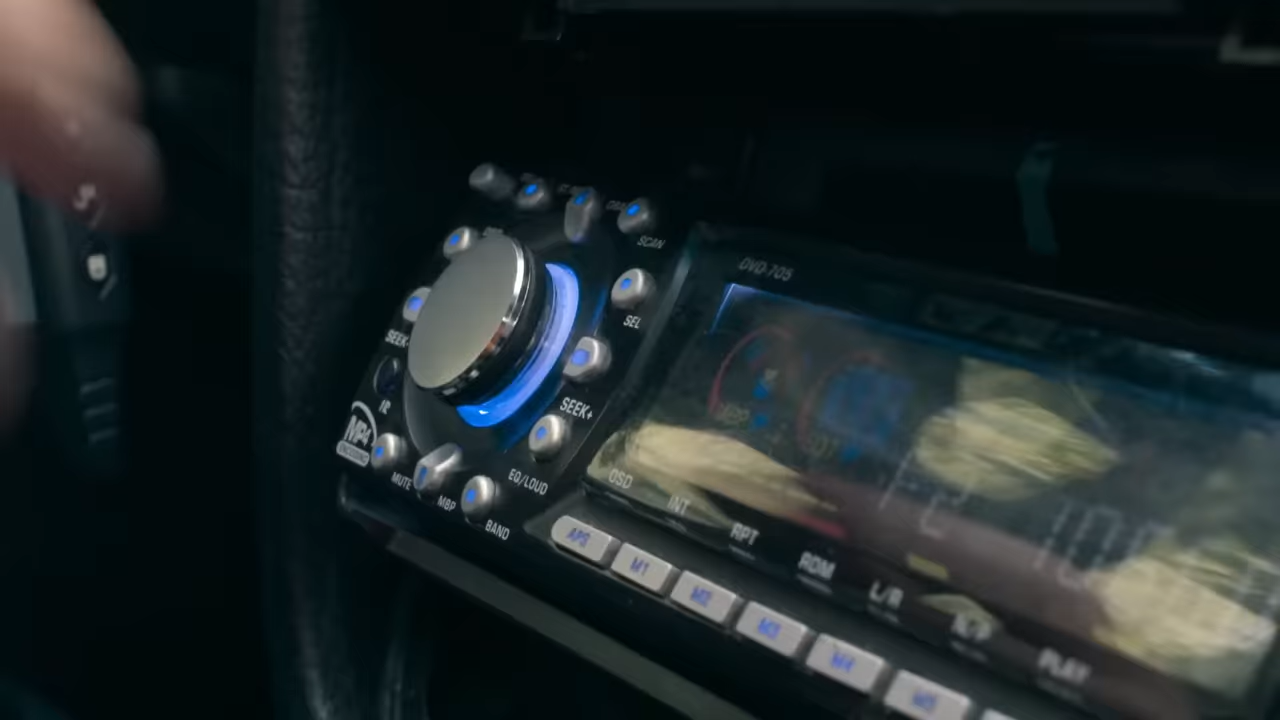 SCAN
DVD-705
SEL
SEEK-
SEEK+
IR
MP4
MUTE
MBP
EQ/LOUD
BAND
OSD
INT
RPT
RDM
L/R
PLAY
APS
M1
M2
M3
M4
M5